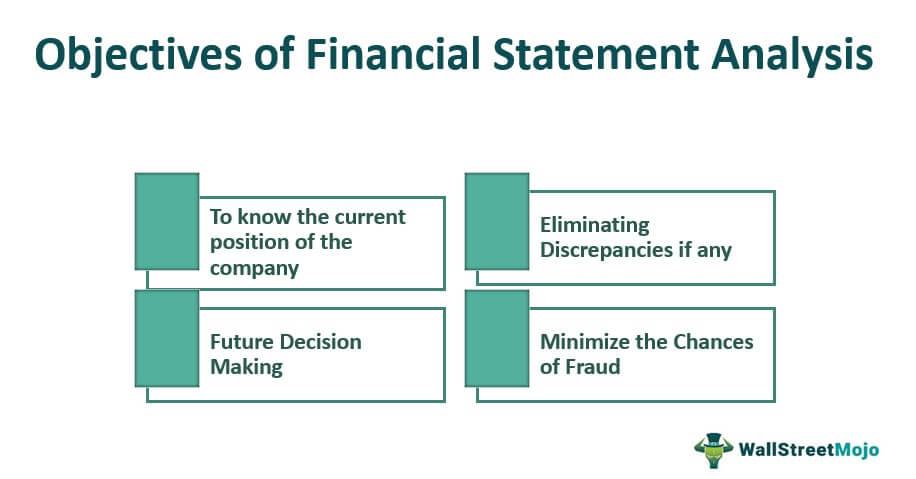 Objectives of Financial Statement Analysis
To know the current
position of the
company
Eliminating
Discrepancies if any
Future Decision
Making
Minimize the Chances
of Fraud
WallStreetMojo